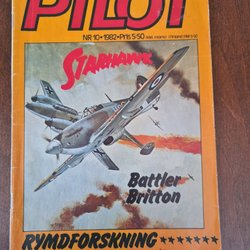 PILOT
NR 10 • 1982 • Pris 5:50
STARHAWK
Battler
Britton
RYMDFORSKNING